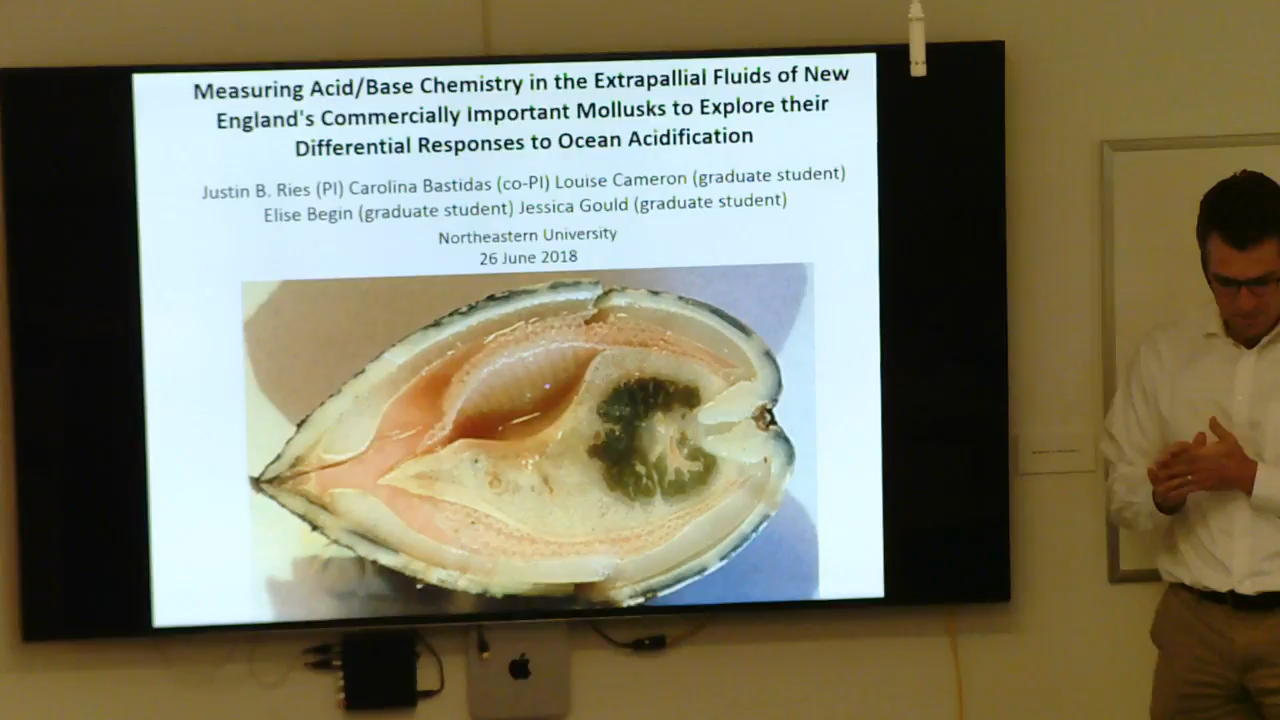 Measuring Acid/Base Chemistry in the Extrapallial Fluids of New
England's Commercially Important Mollusks to Explore their
Differential Responses to Ocean Acidification
Justin B. Ries (PI) Carolina Bastidas (co-PI) Louise Cameron (graduate student)
Elise Begin (graduate student) Jessica Gould (graduate student)
Northeastern University
26 June 2018